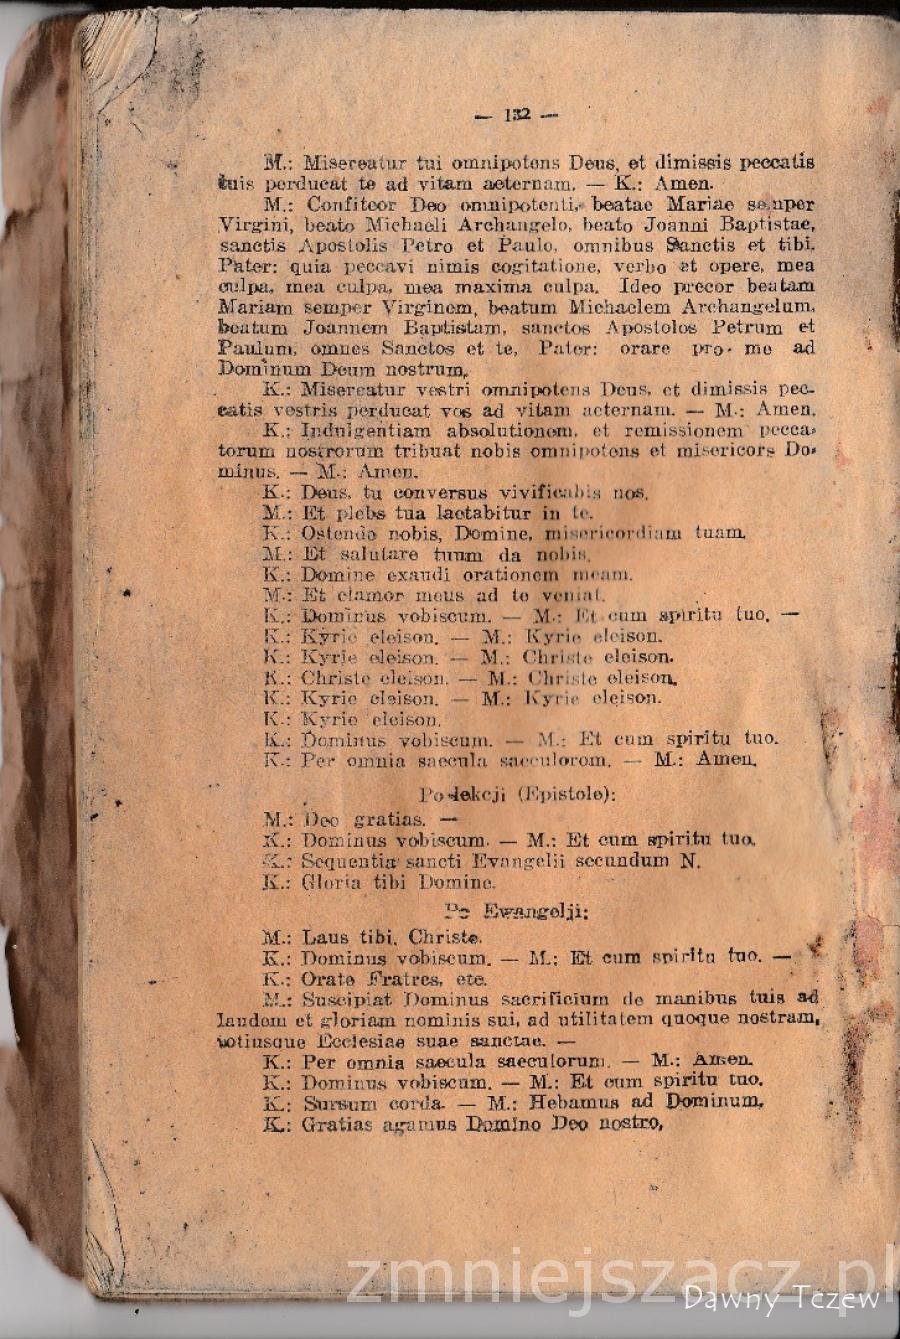 — 132 —
M.: Misereatur tui omnipotens Deus, et dimissis peccatis
tuis perducat te ad vitam aeternam. — K.: Amen.
M.: Confiteor Deo omnipotenti, beatae Mariae semper
Virgini, beato Michaeli Archangelo, beato Joanni Baptistae,
sanctis Apostolis Petro et Paulo, omnibus Sanctis et tibi,
Pater: quia peccavi nimis cogitatione, verbo et opere, mea
culpa, mea culpa, mea maxima culpa. Ideo precor beatam
Mariam semper Virginem, beatum Michaelem Archangelum,
beatum Joannem Baptistam, sanctos Apostolos Petrum et
Paulum, omnes Sanctos et te, Pater: orare pro me ad
Dominum Deum nostrum.
K.: Misereatur vestri omnipotens Deus, et dimissis pec-
catis vestris perducat vos ad vitam aeternam. — M.: Amen.
K.: Indulgentiam absolutionem, et remissionem pecca-
torum nostrorum tribuat nobis omnipotens et misericors Do-
minus. — M.: Amen.
K.: Deus, tu conversus vivificabis nos.
M.: Et plebs tua laetabitur in te.
K.: Ostende nobis, Domine, misericordiam tuam.
M.: Et salutare tuum da nobis.
K.: Domine exaudi orationem meam.
M.: Et clamor meus ad te veniat.
K.: Dominus vobiscum. — M.: Et cum spiritu tuo. —
K.: Kyrie eleison. — M.: Kyrie eleison.
K.: Kyrie eleison. — M.: Christe eleison.
K.: Christe eleison. — M.: Christe eleison.
K.: Kyrie eleison. — M.: Kyrie eleison.
K.: Kyrie eleison.
K.: Dominus vobiscum. — M.: Et cum spiritu tuo.
K.: Per omnia saecula saeculorom. — M.: Amen.
Po lekcji (Epistole):
M.: Deo gratias. —
K.: Dominus vobiscum. — M.: Et cum spiritu tuo.
K.: Sequentia sancti Evangelii secundum N.
K.: Gloria tibi Domine.
Po Ewangelji:
M.: Laus tibi, Christe.
K.: Dominus vobiscum. — M.: Et cum spiritu tuo. —
K.: Orate Fratres, etc.
M.: Suscipiat Dominus sacrificium de manibus tuis ad
laudem et gloriam nominis sui, ad utilitatem quoque nostram,
totiusque Ecclesiae suae sanctae. —
K.: Per omnia saecula saeculorum. — M.: Amen.
K.: Dominus vobiscum. — M.: Et cum spiritu tuo.
K.: Sursum corda. — M.: Hebamus ad Dominum.
K.: Gratias agamus Domino Deo nostro,
zmniejszacz.pl
Dawny Tczew